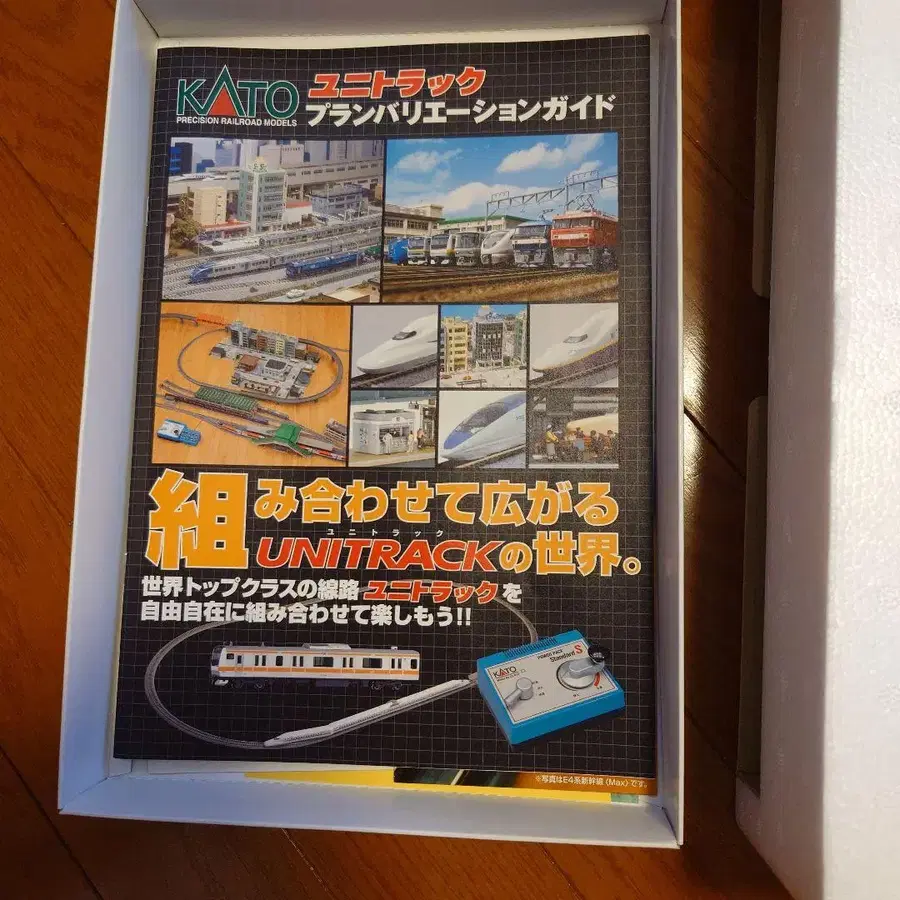 KATO
PRECISION RAILROAD MODELS
ユニトラック
プランバリエーションガイド
組み合わせて広がる
ユニトラック
UNITRACKの世界。
世界トップクラスの線路ユニトラックを
自由自在に組み合わせて楽しもう!!
KATO
POWER PACK
Standard S
※写真はE4系新幹線〈Max〉です。